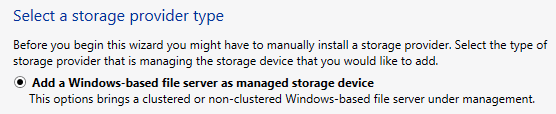 Select a storage provider type
Before you begin this wizard you might have to manually install a storage provider. Select the type of
storage provider that is managing the storage device that you would like to add.
Add a Windows-based file server as managed storage device
This options brings a clustered or non-clustered Windows-based file server under management.